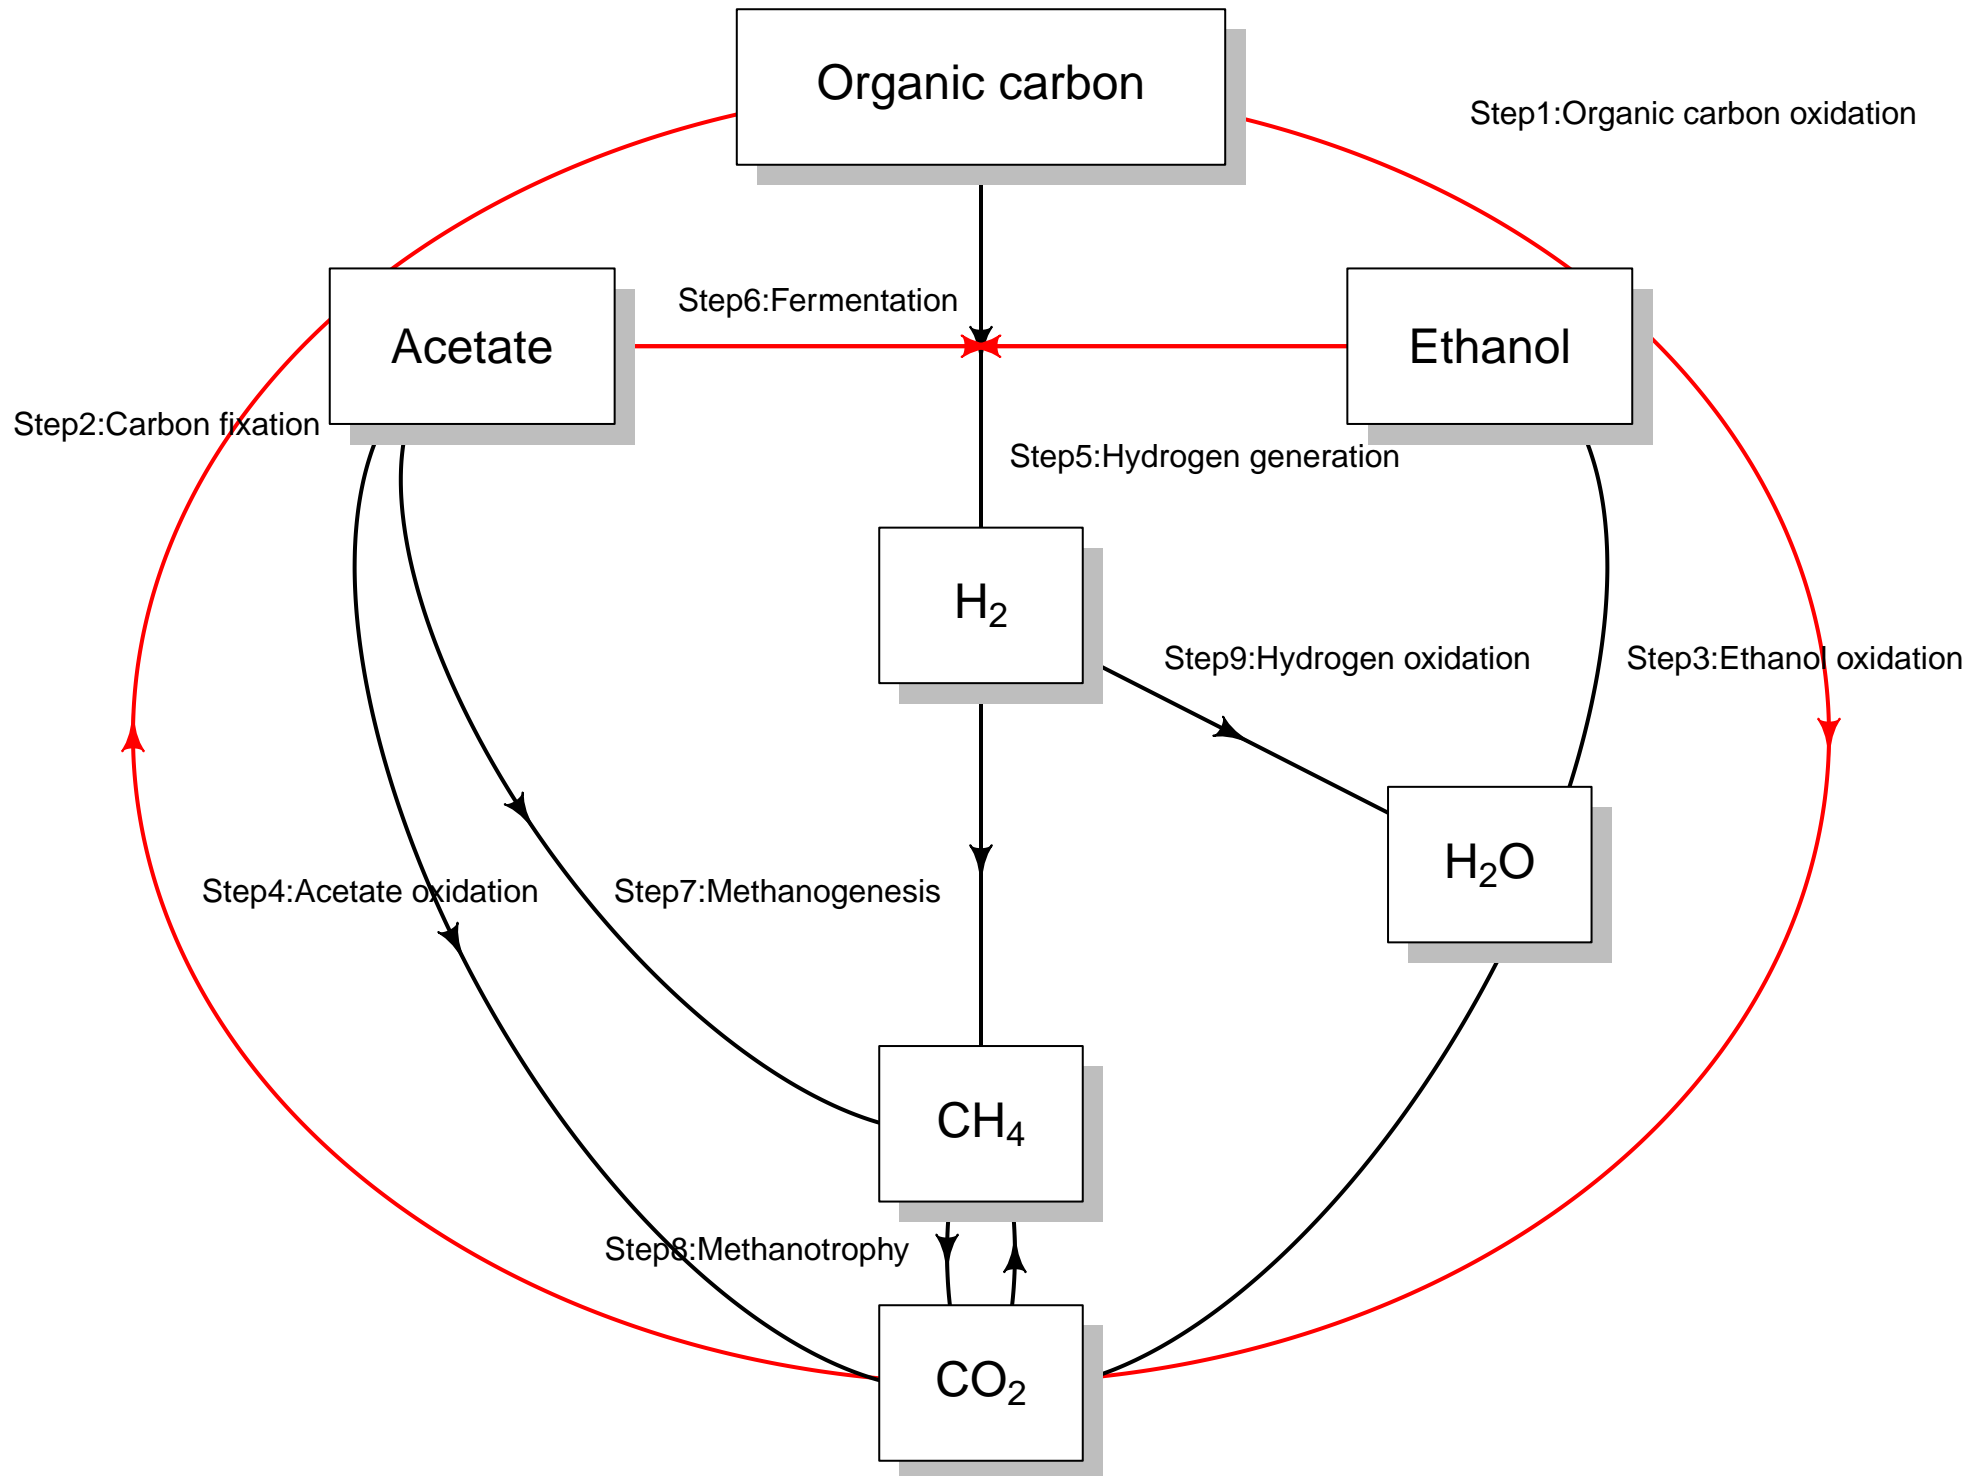 Organic carbon
Step1:Organic carbon oxidation
Step6:Fermentation
Acetate
Ethanol
Step2:Carbon fixation
Step5:Hydrogen generation
H₂
Step9:Hydrogen oxidation
Step3:Ethanol oxidation
H₂O
Step4:Acetate oxidation
Step7:Methanogenesis
CH₄
Step8:Methanotrophy
CO₂